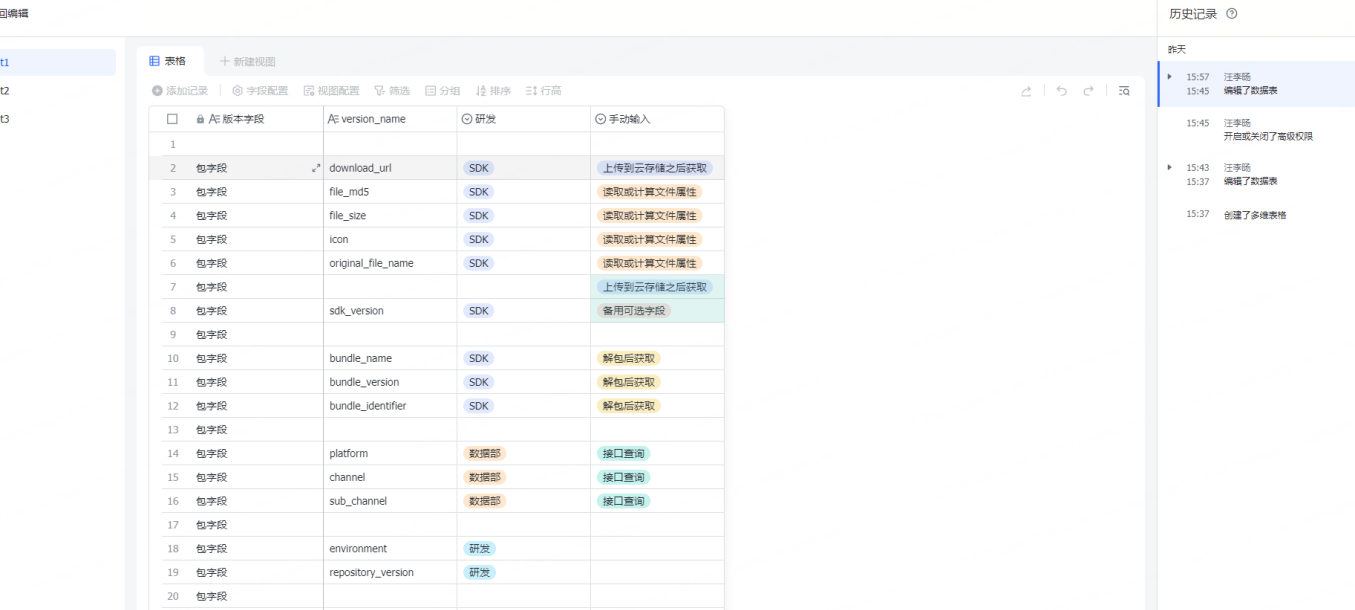 回编辑
历史记录
t1
t2
t3
表格
新建视图
添加记录 字段配置 视图配置 筛选 分组 排序 行高
版本字段 version_name 研发 手动输入
1
2 包字段 download_url SDK 上传到云存储之后获取
3 包字段 file_md5 SDK 读取或计算文件属性
4 包字段 file_size SDK 读取或计算文件属性
5 包字段 icon SDK 读取或计算文件属性
6 包字段 original_file_name SDK 读取或计算文件属性
7 包字段 上传到云存储之后获取
8 包字段 sdk_version SDK 备用可选字段
9 包字段
10 包字段 bundle_name SDK 解包后获取
11 包字段 bundle_version SDK 解包后获取
12 包字段 bundle_identifier SDK 解包后获取
13 包字段
14 包字段 platform 数据部 接口查询
15 包字段 channel 数据部 接口查询
16 包字段 sub_channel 数据部 接口查询
17 包字段
18 包字段 environment 研发
19 包字段 repository_version 研发
20 包字段
昨天
15:57 汪李旸
15:45 编辑了数据表
15:45 汪李旸
开启或关闭了高级权限
15:43 汪李旸
15:37 编辑了数据表
15:37 创建了多维表格